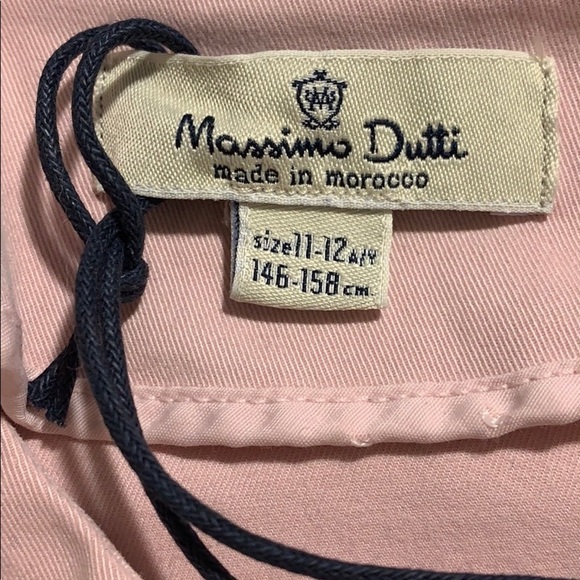 Massimo Dutti
made in morocco
size 11-12 A/Y
146-158 cm